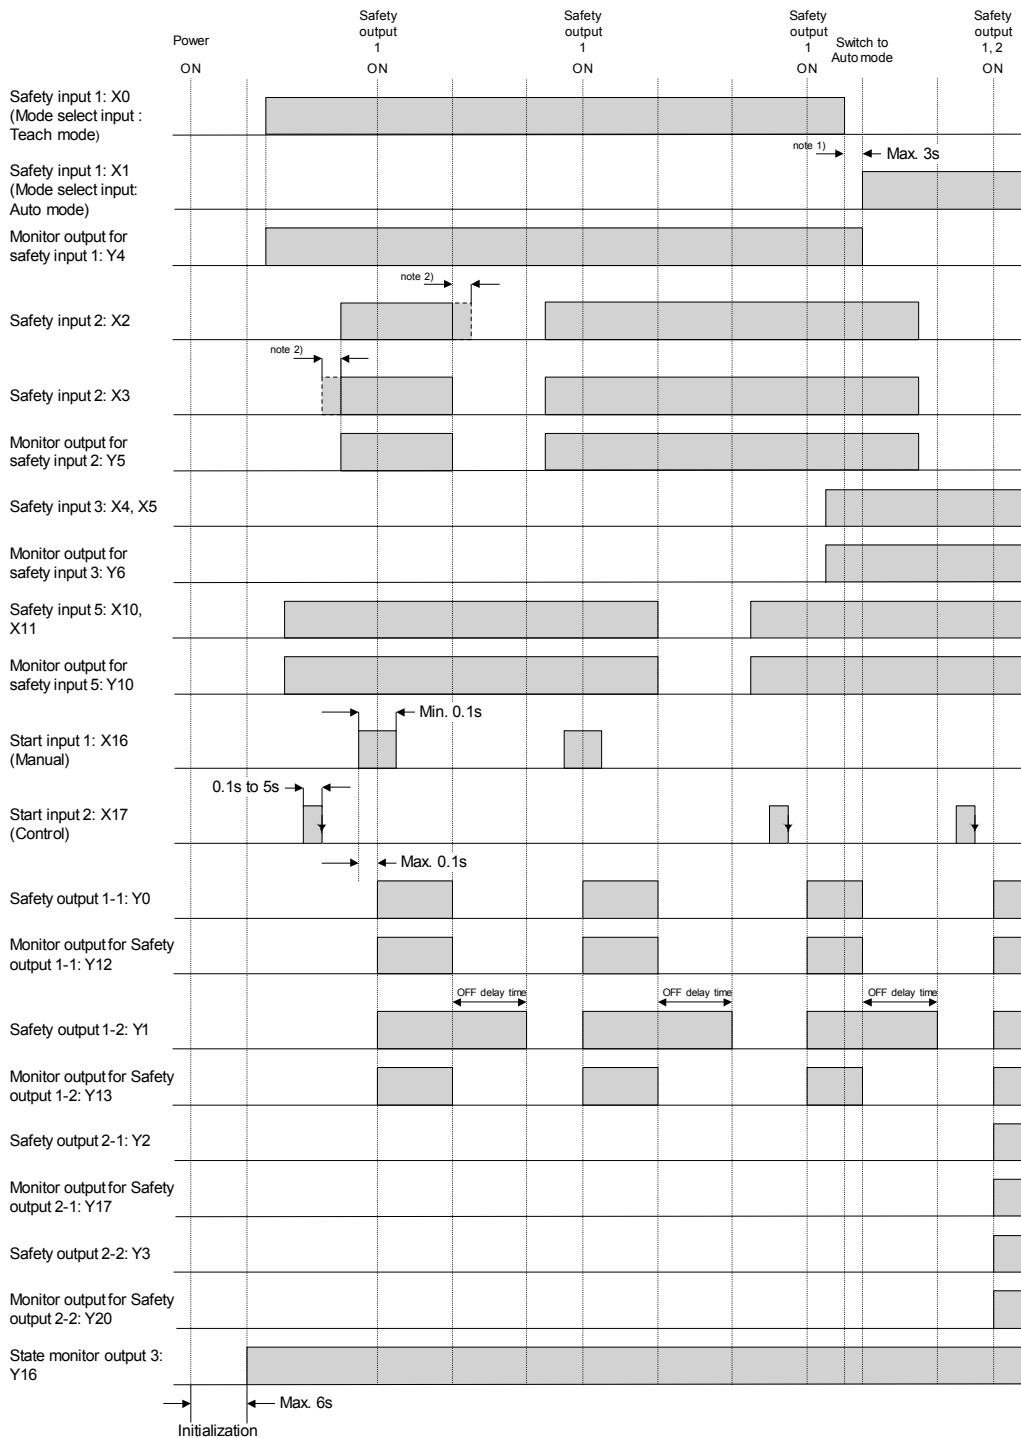 Power
ON
Safety
output
1
ON
Safety
output
1
ON
Safety
output
1
ON
Switch to
Auto mode
Safety
output
1, 2
ON
Safety input 1: X0
(Mode select input :
Teach mode)
note 1)
Max. 3s
Safety input 1: X1
(Mode select input:
Auto mode)
Monitor output for
safety input 1: Y4
note 2)
Safety input 2: X2
note 2)
Safety input 2: X3
Monitor output for
safety input 2: Y5
Safety input 3: X4, X5
Monitor output for
safety input 3: Y6
Safety input 5: X10,
X11
Monitor output for
safety input 5: Y10
Min. 0.1s
Start input 1: X16
(Manual)
0.1s to 5s
Start input 2: X17
(Control)
Max. 0.1s
Safety output 1-1: Y0
Monitor output for Safety
output 1-1: Y12
OFF delay time
OFF delay time
OFF delay time
Safety output 1-2: Y1
Monitor output for Safety
output 1-2: Y13
Safety output 2-1: Y2
Monitor output for Safety
output 2-1: Y17
Safety output 2-2: Y3
Monitor output for Safety
output 2-2: Y20
State monitor output 3:
Y16
Max. 6s
Initialization